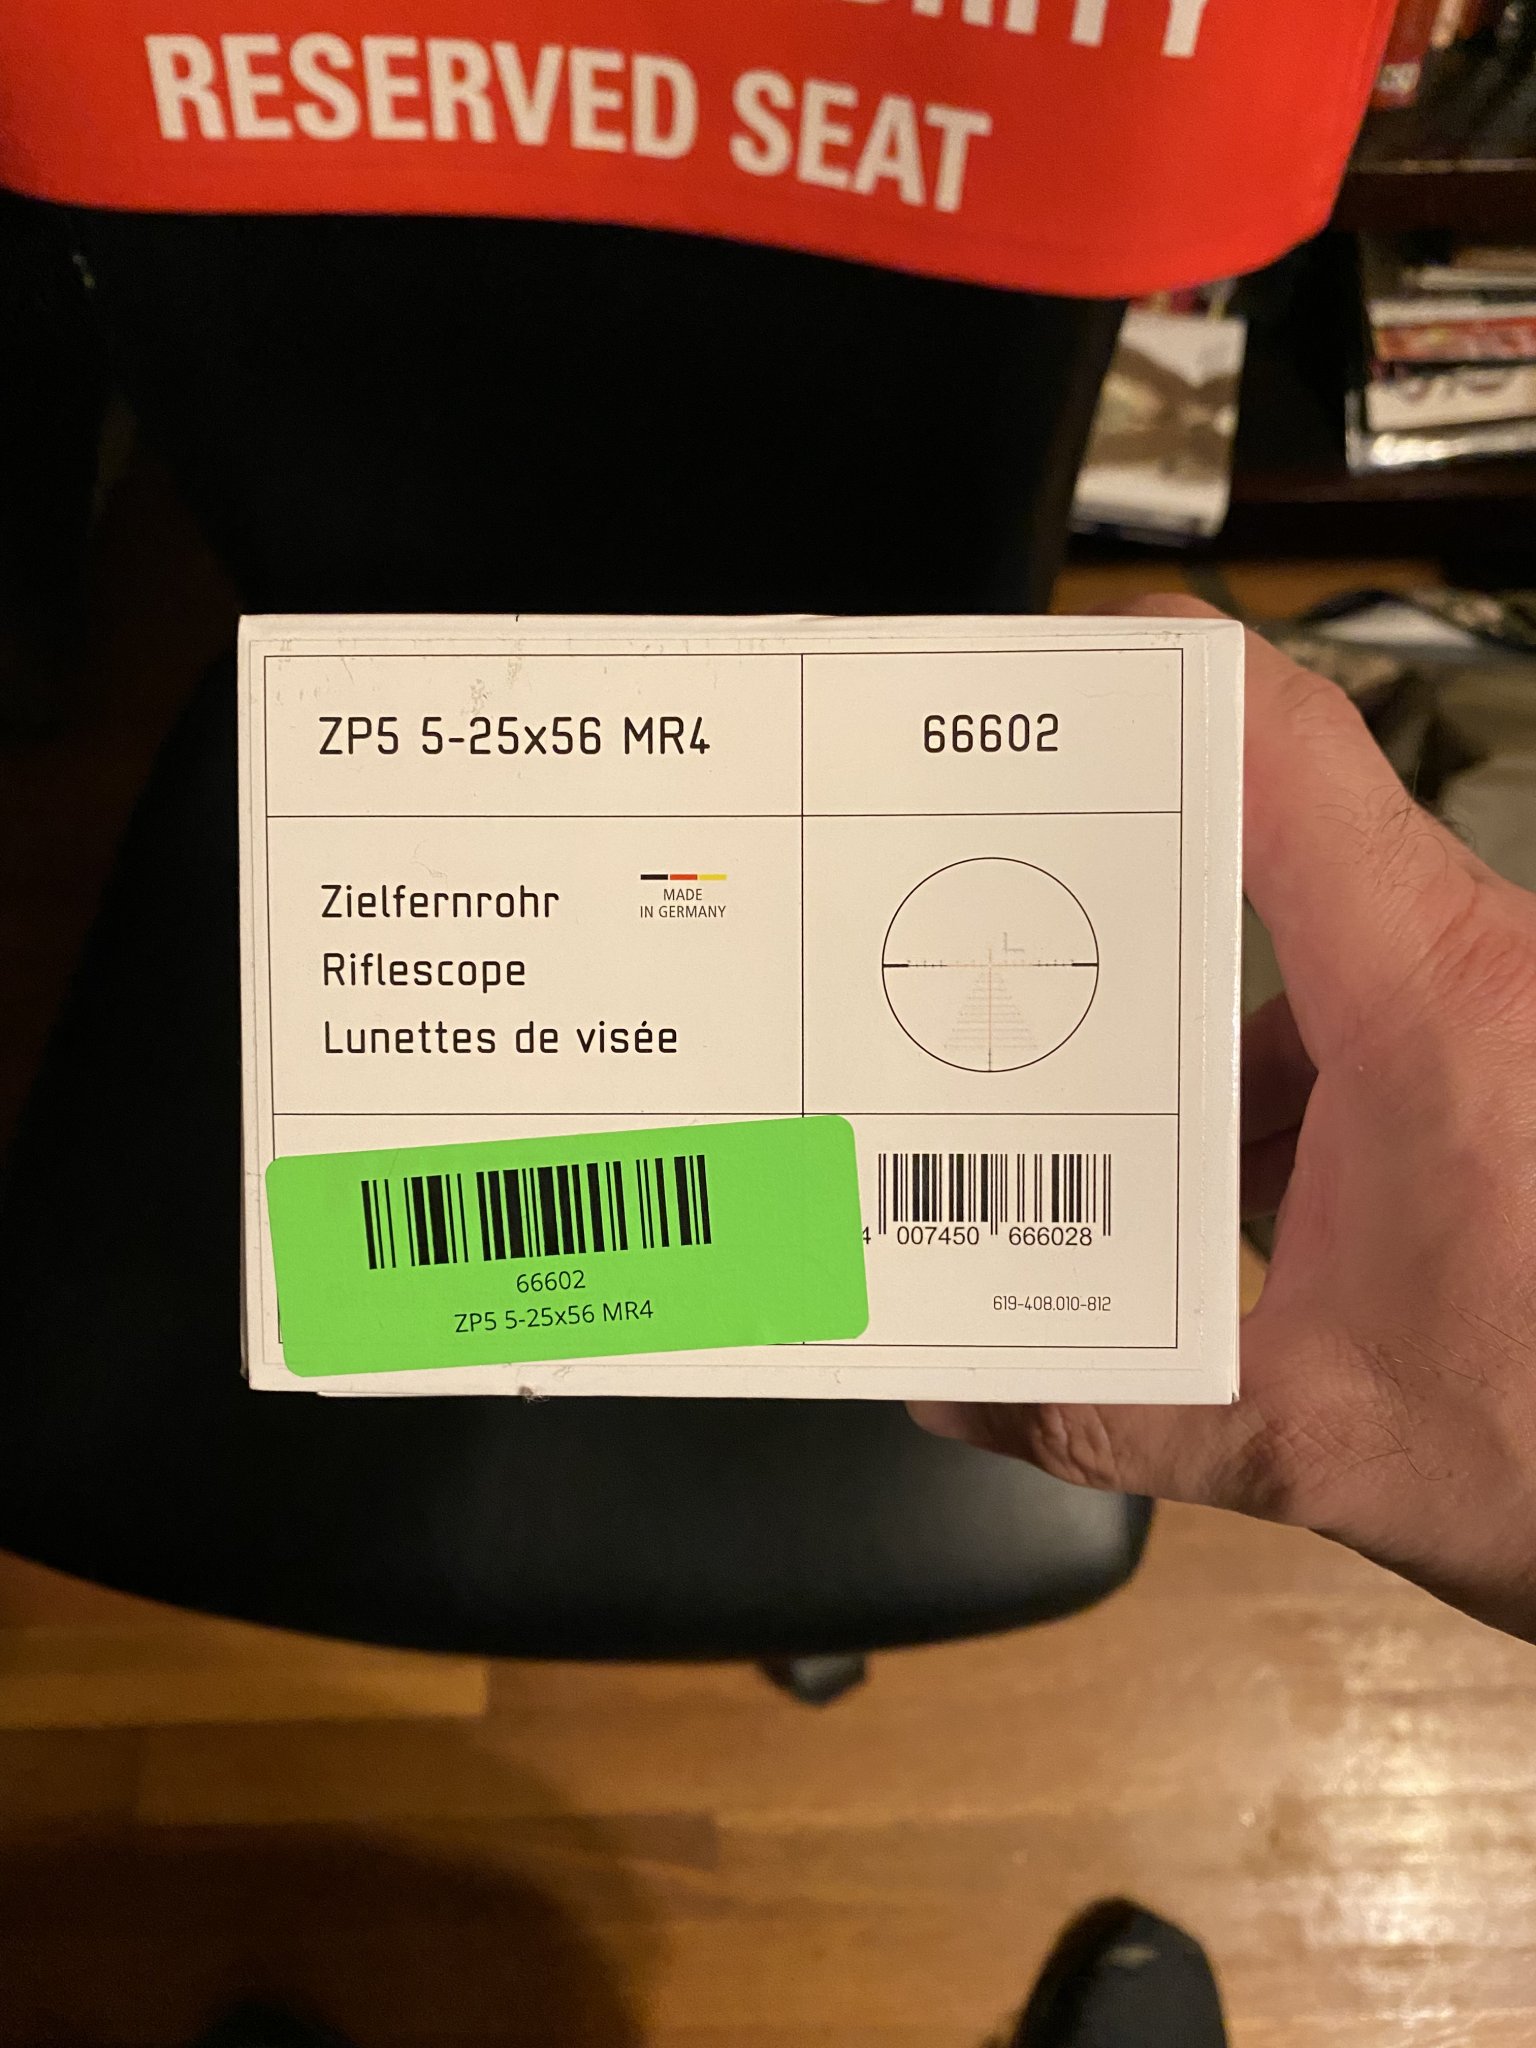 RESERVED SEAT
ZP5 5-25x56 MR4
66602
Zielfernrohr
MADE
IN GERMANY
Riflescope
Lunettes de visée
66602
ZP5 5-25x56 MR4
4 007450 666028
619-408.010-812